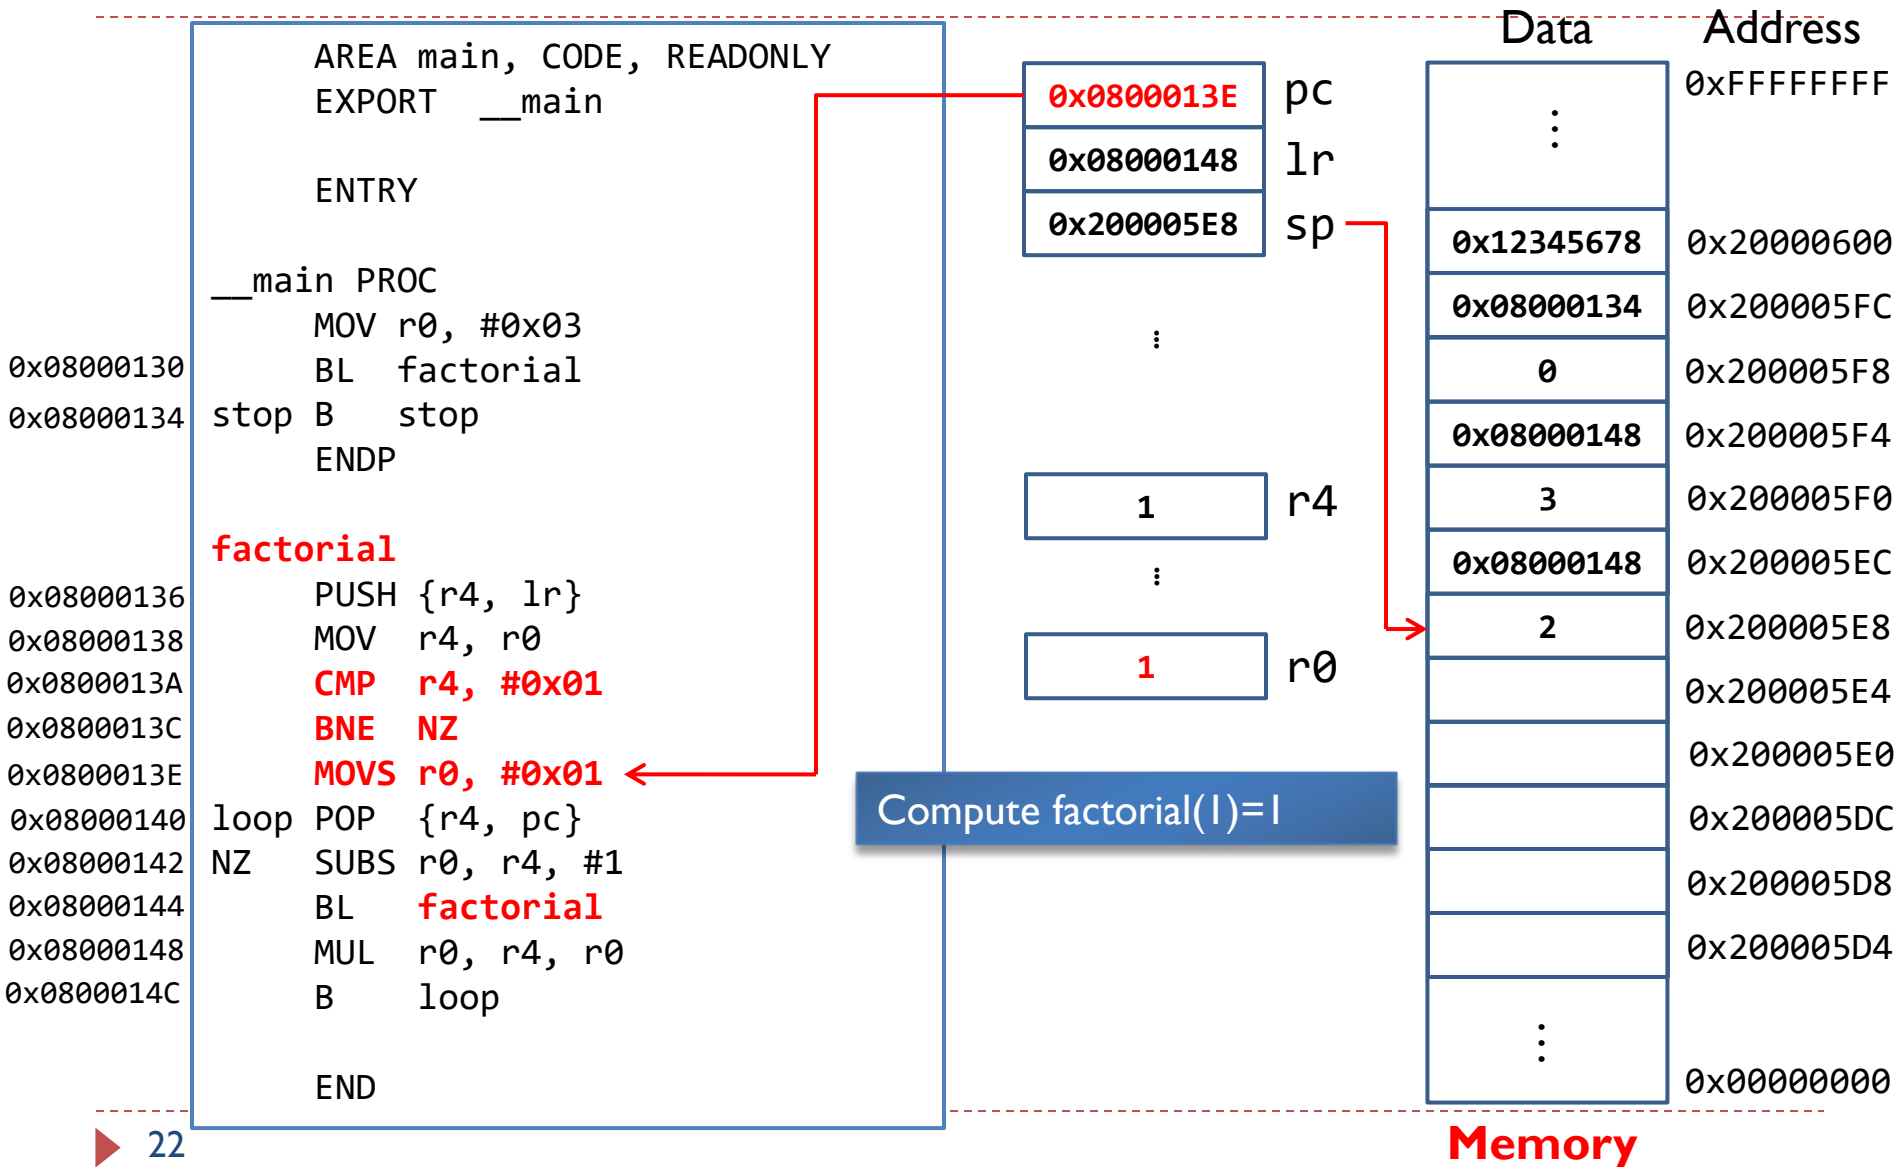 AREA main, CODE, READONLY
EXPORT __main
ENTRY
__main PROC
MOV r0, #0x03
0x08000130 BL factorial
0x08000134 stop B stop
ENDP
factorial
0x08000136 PUSH {r4, lr}
0x08000138 MOV r4, r0
0x0800013A CMP r4, #0x01
0x0800013C BNE NZ
0x0800013E MOVS r0, #0x01
0x08000140 loop POP {r4, pc}
0x08000142 NZ SUBS r0, r4, #1
0x08000144 BL factorial
0x08000148 MUL r0, r4, r0
0x0800014C B loop
END
0x0800013E pc
0x08000148 lr
0x200005E8 sp
⋮
1 r4
⋮
1 r0
Compute factorial(1)=1
Data Address
0xFFFFFFFF
⋮
0x12345678 0x20000600
0x08000134 0x200005FC
0 0x200005F8
0x08000148 0x200005F4
3 0x200005F0
0x08000148 0x200005EC
2 0x200005E8
0x200005E4
0x200005E0
0x200005DC
0x200005D8
0x200005D4
⋮
0x00000000
Memory
22